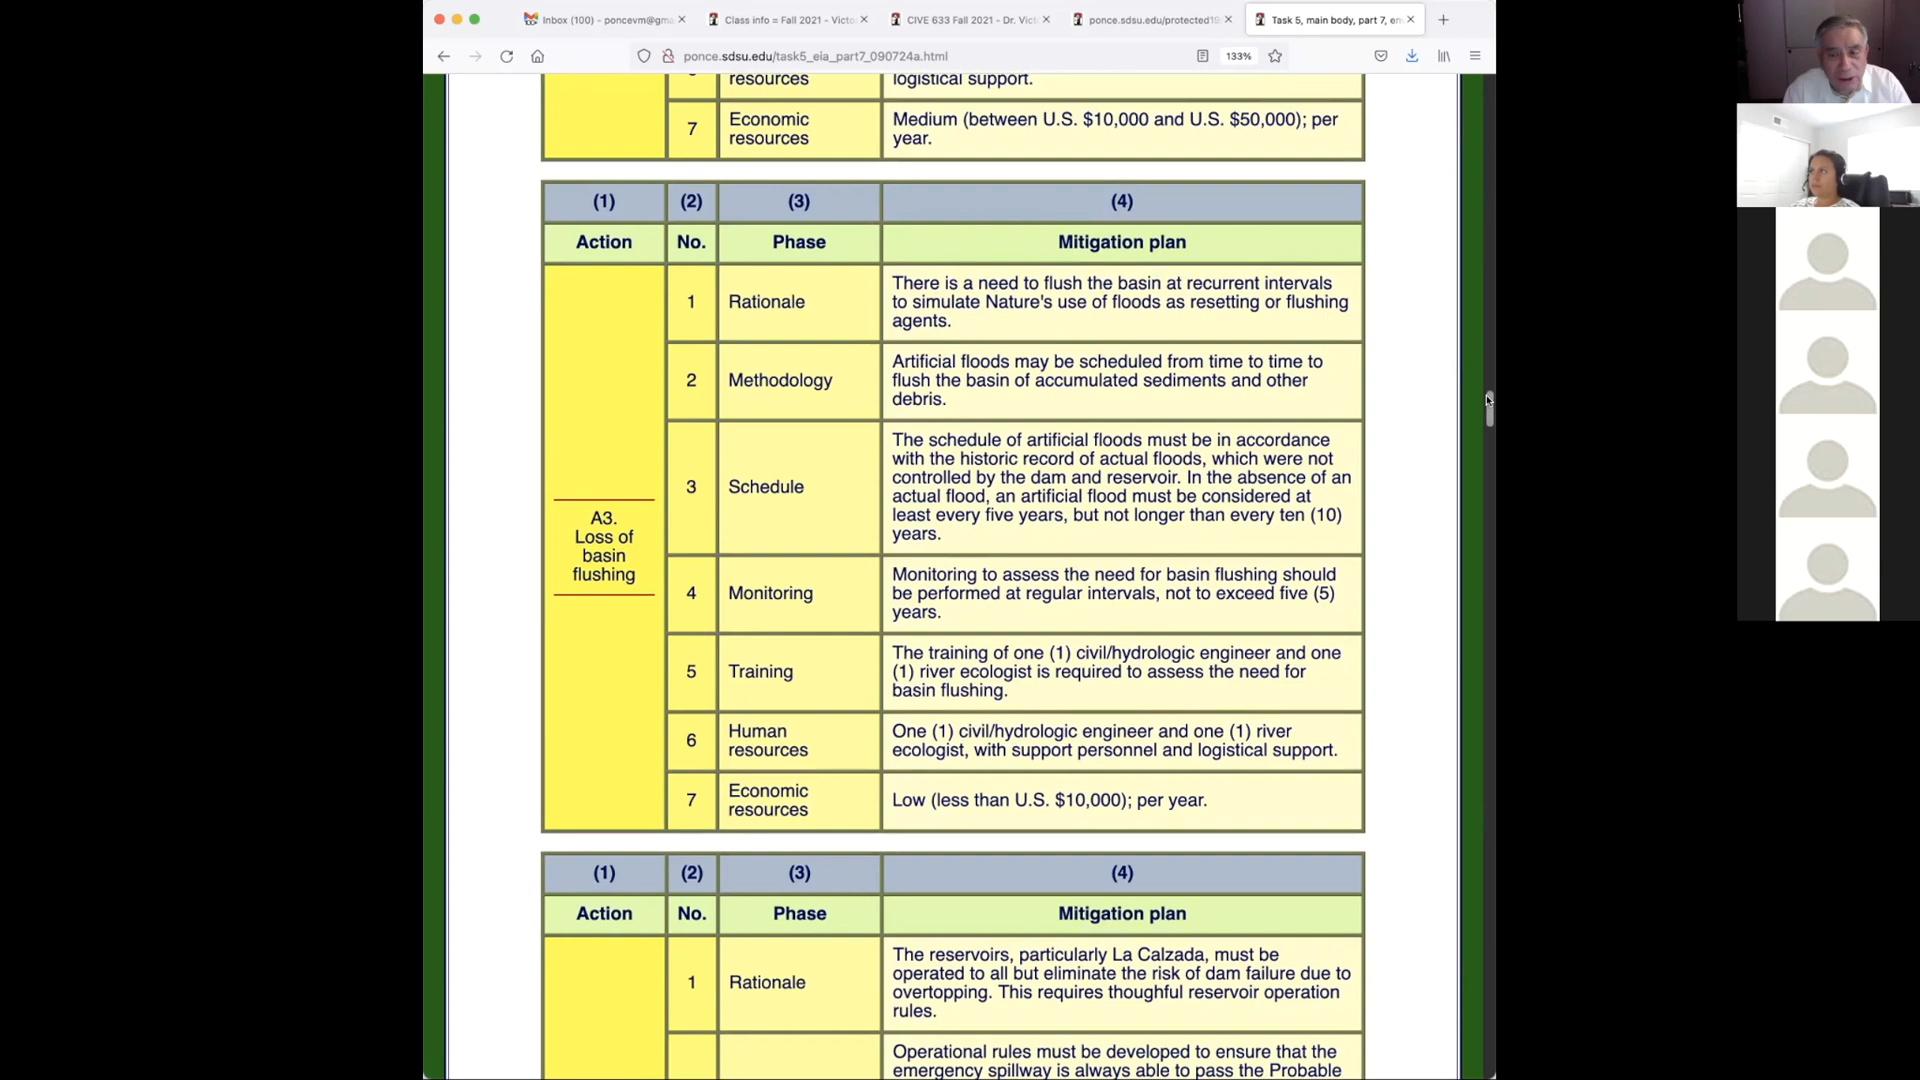 Inbox (100) - poncevm@gm
Class info = Fall 2021 - Victo
CIVE 633 Fall 2021 - Dr. Vict
ponce.sdsu.edu/protected19
Task 5, main body, part 7, en
ponce.sdsu.edu/task5_eia_part7_090724a.html
133%
resources
logistical support.
7
Economic
resources
Medium (between U.S. $10,000 and U.S. $50,000); per
year.
(1)
(2)
(3)
(4)
Action
No.
Phase
Mitigation plan
A3.
Loss of
basin
flushing
1
Rationale
There is a need to flush the basin at recurrent intervals
to simulate Nature's use of floods as resetting or flushing
agents.
2
Methodology
Artificial floods may be scheduled from time to time to
flush the basin of accumulated sediments and other
debris.
3
Schedule
The schedule of artificial floods must be in accordance
with the historic record of actual floods, which were not
controlled by the dam and reservoir. In the absence of an
actual flood, an artificial flood must be considered at
least every five years, but not longer than every ten (10)
years.
4
Monitoring
Monitoring to assess the need for basin flushing should
be performed at regular intervals, not to exceed five (5)
years.
5
Training
The training of one (1) civil/hydrologic engineer and one
(1) river ecologist is required to assess the need for
basin flushing.
6
Human
resources
One (1) civil/hydrologic engineer and one (1) river
ecologist, with support personnel and logistical support.
7
Economic
resources
Low (less than U.S. $10,000); per year.
(1)
(2)
(3)
(4)
Action
No.
Phase
Mitigation plan
1
Rationale
The reservoirs, particularly La Calzada, must be
operated to all but eliminate the risk of dam failure due to
overtopping. This requires thoughtful reservoir operation
rules.
Operational rules must be developed to ensure that the
emergency spillway is always able to pass the Probable